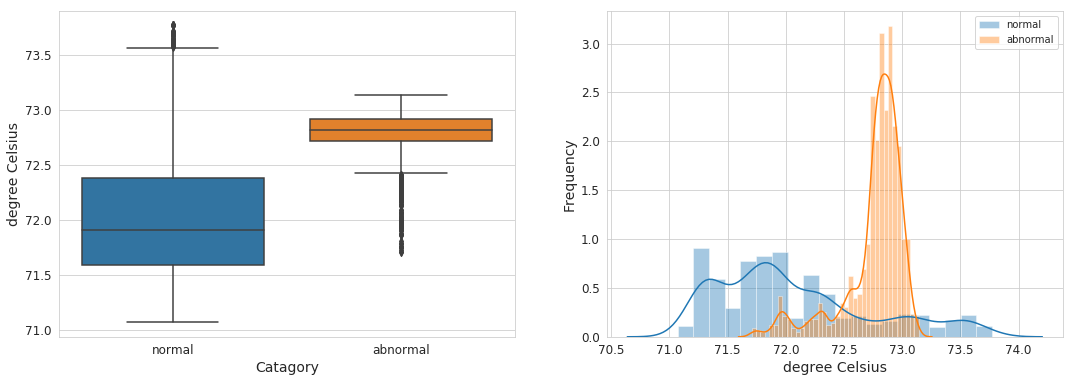 73.5
73.0
72.5
72.0
71.5
71.0
degree Celsius
normal
abnormal
Catagory
normal
abnormal
3.0
2.5
2.0
1.5
1.0
0.5
0.0
Frequency
70.5 71.0 71.5 72.0 72.5 73.0 73.5 74.0
degree Celsius